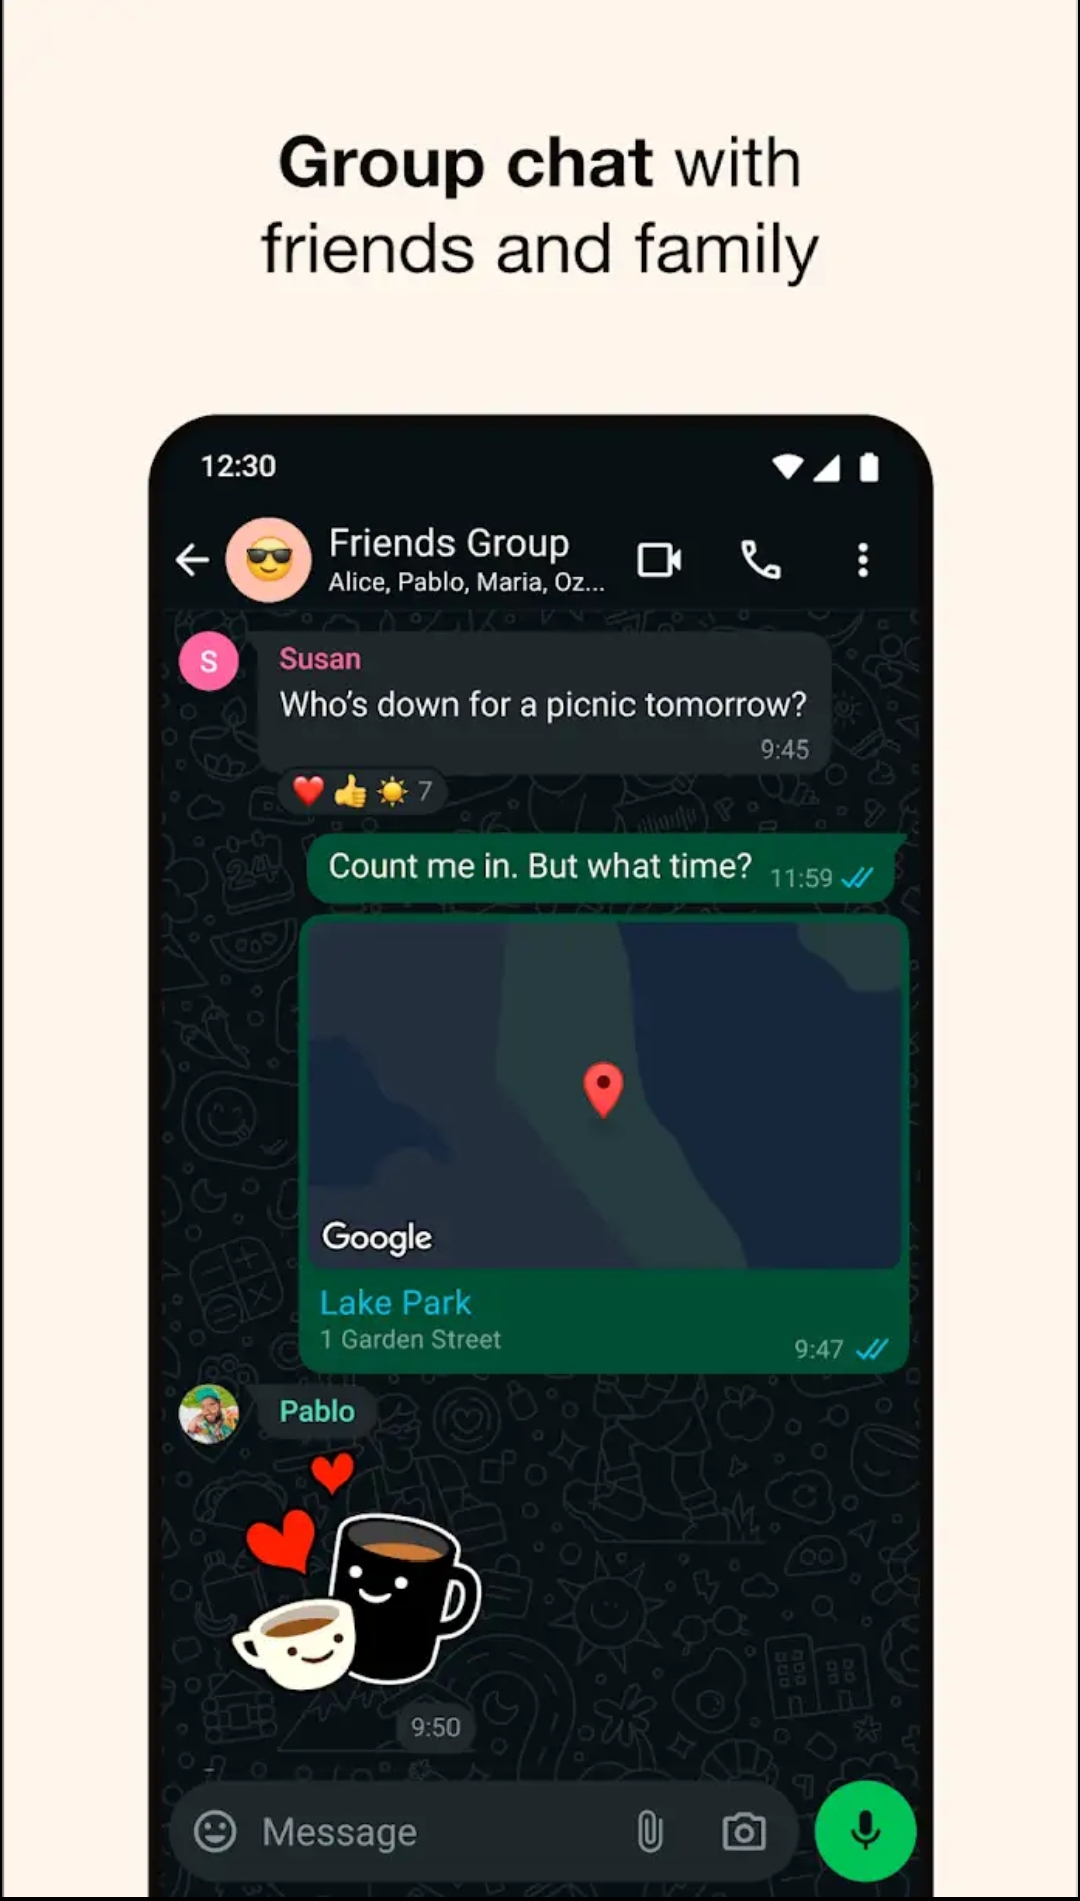 Group chat with
friends and family
12:30
Friends Group
Alice, Pablo, Maria, Oz...
S
Susan
Who’s down for a picnic tomorrow?
9:45
❤️👍☀️ 7
Count me in. But what time? 11:59
24
Google
Lake Park
1 Garden Street
9:47
Pablo
9:50
Message